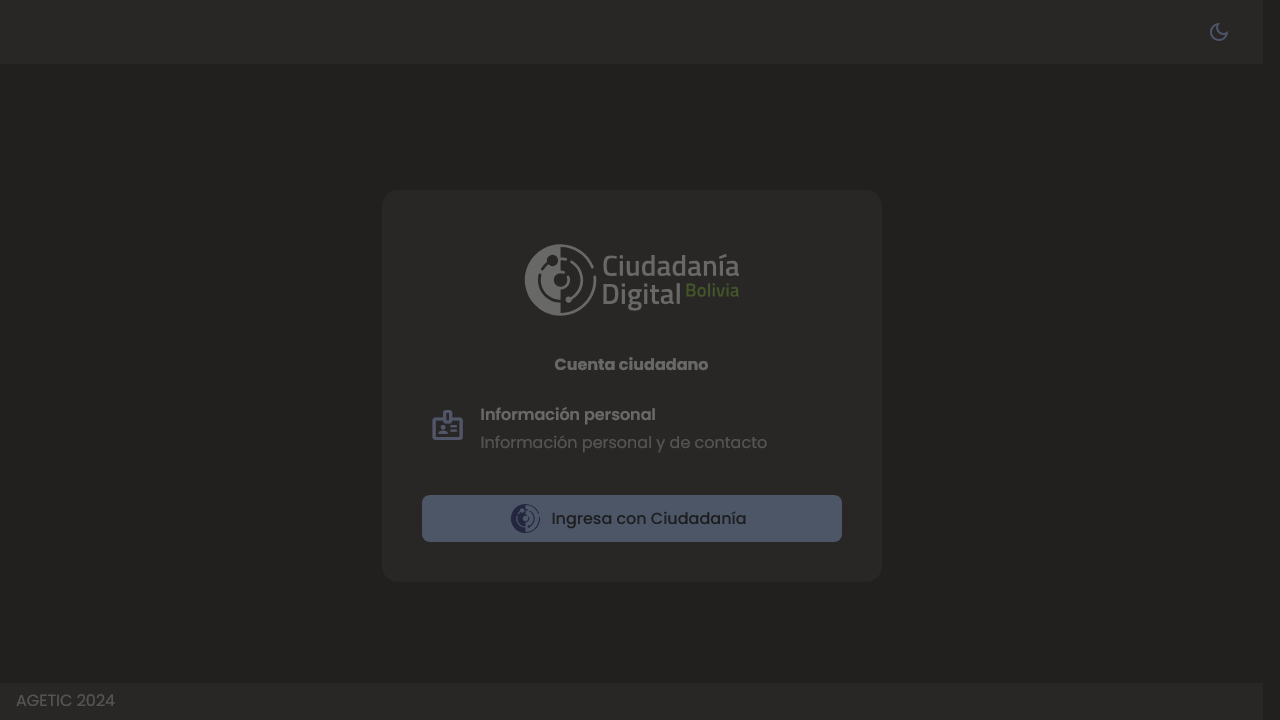 Ciudadanía
Digital Bolivia
Cuenta ciudadano
Información personal
Información personal y de contacto
Ingresa con Ciudadanía
AGETIC 2024